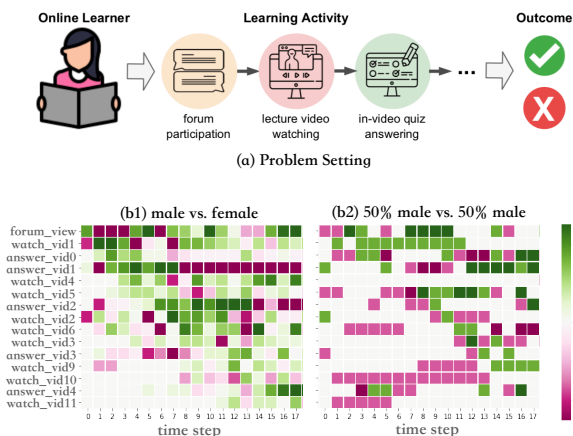 Online Learner
Learning Activity
Outcome
...
X
forum
participation
lecture video
watching
in-video quiz
answering
(a) Problem Setting
(b1) male vs. female
(b2) 50% male vs. 50% male
forum_view
watch_vid1
answer_vid0
answer_vid1
watch_vid4
watch_vid5
answer_vid2
watch_vid2
watch_vid6
watch_vid3
answer_vid3
watch_vid9
watch_vid10
answer_vid4
watch_vid11
0 1 2 3 4 5 6 7 8 9 10 11 12 13 14 15 16 17
0 1 2 3 4 5 6 7 8 9 10 11 12 13 14 15 16 17
time step
time step